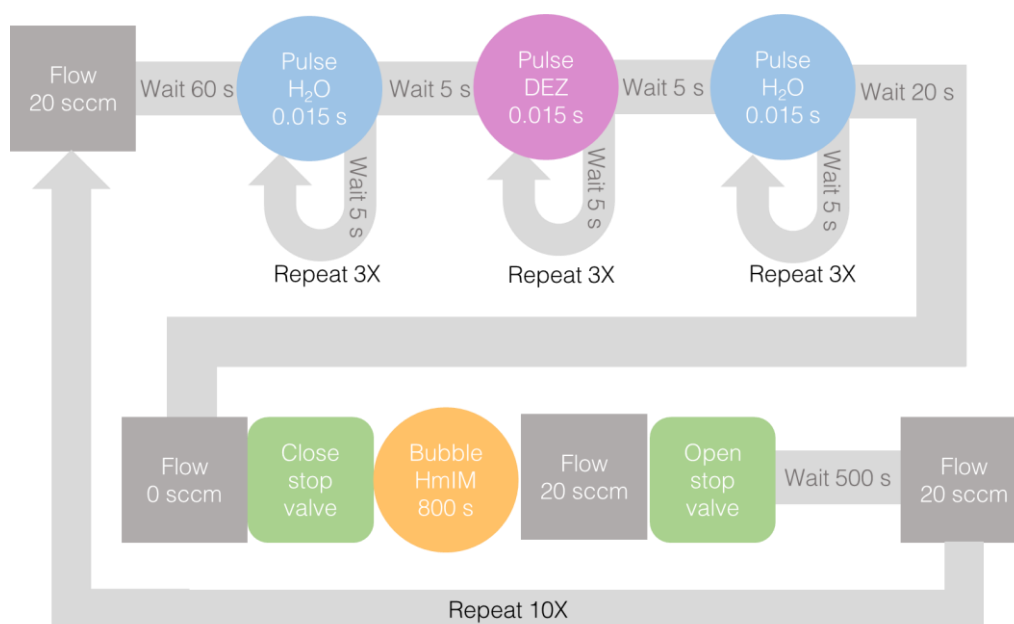 Flow
20 sccm
Wait 60 s
Pulse
H₂O
0.015 s
Wait 5 s
Pulse
DEZ
0.015 s
Wait 5 s
Pulse
H₂O
0.015 s
Wait 20 s
Wait 5 s
Wait 5 s
Wait 5 s
Repeat 3X
Repeat 3X
Repeat 3X
Flow
0 sccm
Close
stop
valve
Bubble
HmIM
800 s
Flow
20 sccm
Open
stop
valve
Wait 500 s
Flow
20 sccm
Repeat 10X